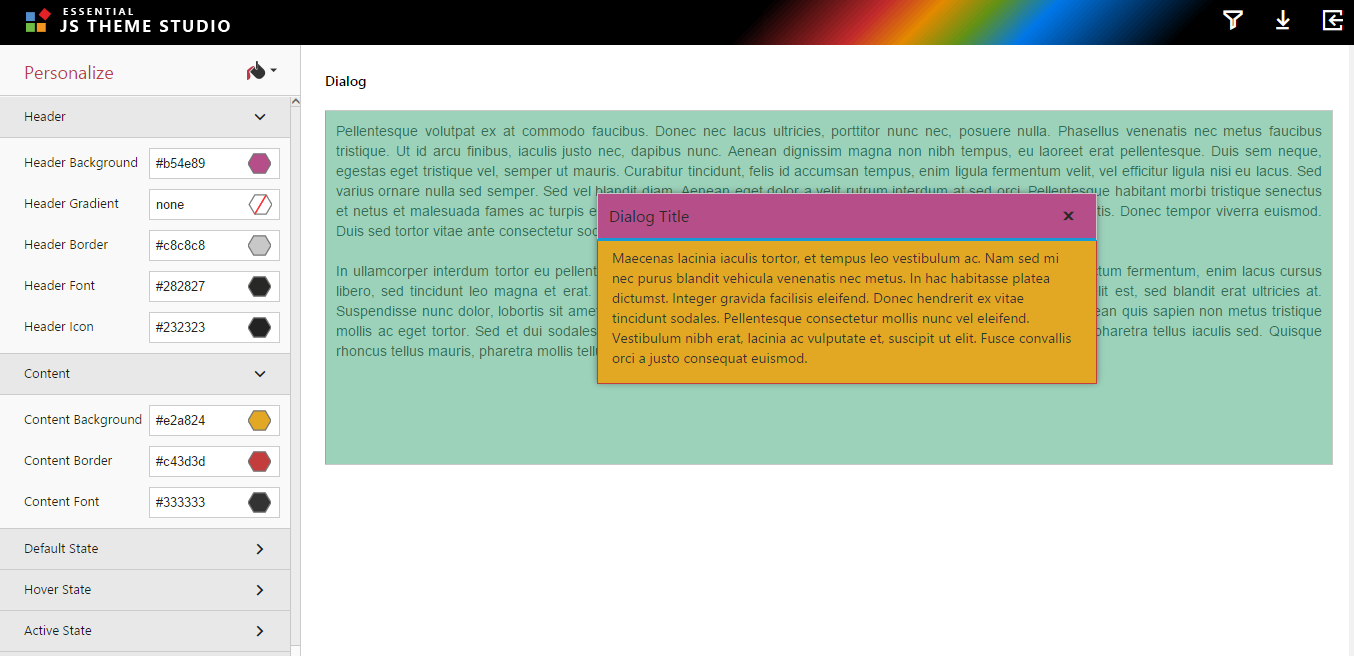 ESSENTIAL
JS THEME STUDIO
Personalize
Header
Header Background #b54e89
Header Gradient none
Header Border #c8c8c8
Header Font #282827
Header Icon #232323
Content
Content Background #e2a824
Content Border #c43d3d
Content Font #333333
Default State
Hover State
Active State
Dialog
Pellentesque volutpat ex at commodo faucibus. Donec nec lacus ultricies, porttitor nunc nec, posuere nulla. Phasellus venenatis nec metus faucibus
tristique. Ut id arcu finibus, iaculis justo nec, dapibus nunc. Aenean dignissim magna non nibh tempus, eu laoreet erat pellentesque. Duis sem neque,
egestas eget tristique vel, semper ut mauris. Curabitur tincidunt, felis id accumsan tempus, enim ligula fermentum velit, vel efficitur ligula nisi eu lacus. Sed
varius ornare nulla sed semper. Sed vel blandit diam. Aenean eget dolor a velit rutrum interdum at sed orci. Pellentesque habitant morbi tristique senectus
et netus et malesuada fames ac turpis e tis. Donec tempor viverra euismod.
Duis sed tortor vitae ante consectetur soc
In ullamcorper interdum tortor eu pellent tum fermentum, enim lacus cursus
libero, sed tincidunt leo magna et erat. lit est, sed blandit erat ultricies at.
Suspendisse nunc dolor, lobortis sit ame ean quis sapien non metus tristique
mollis ac eget tortor. Sed et dui sodales pharetra tellus iaculis sed. Quisque
rhoncus tellus mauris, pharetra mollis tell
Dialog Title
Maecenas lacinia iaculis tortor, et tempus leo vestibulum ac. Nam sed mi
nec purus blandit vehicula venenatis nec metus. In hac habitasse platea
dictumst. Integer gravida facilisis eleifend. Donec hendrerit ex vitae
tincidunt sodales. Pellentesque consectetur mollis nunc vel eleifend.
Vestibulum nibh erat, lacinia ac vulputate et, suscipit ut elit. Fusce convallis
orci a justo consequat euismod.